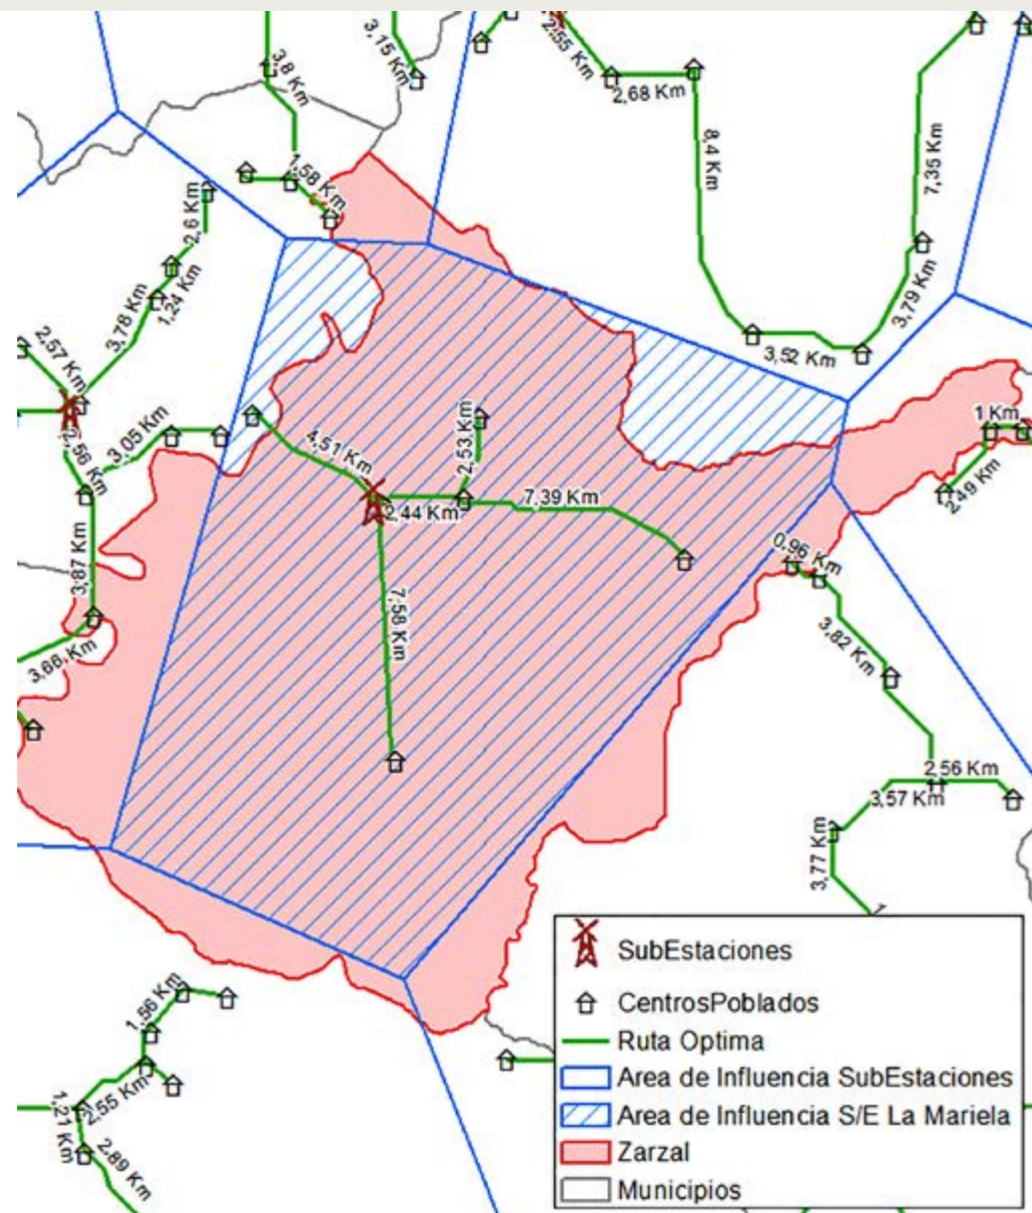 3,8 Km
3,15 Km
2,55 Km
2,68 Km
8,4 Km
7,35 Km
1,58 Km
2,6 Km
1,24 Km
3,78 Km
2,57 Km
3,79 Km
3,52 Km
3,05 Km
2,56 Km
4,51 Km
2,53 Km
1 Km
2,44 Km
7,39 Km
0,96 Km
3,87 Km
7,58 Km
3,82 Km
3,66 Km
2,56 Km
3,57 Km
3,77 Km
1,56 Km
2,55 Km
1,21 Km
2,89 Km
SubEstaciones
CentrosPoblados
Ruta Optima
Area de Influencia SubEstaciones
Area de Influencia S/E La Mariela
Zarzal
Municipios